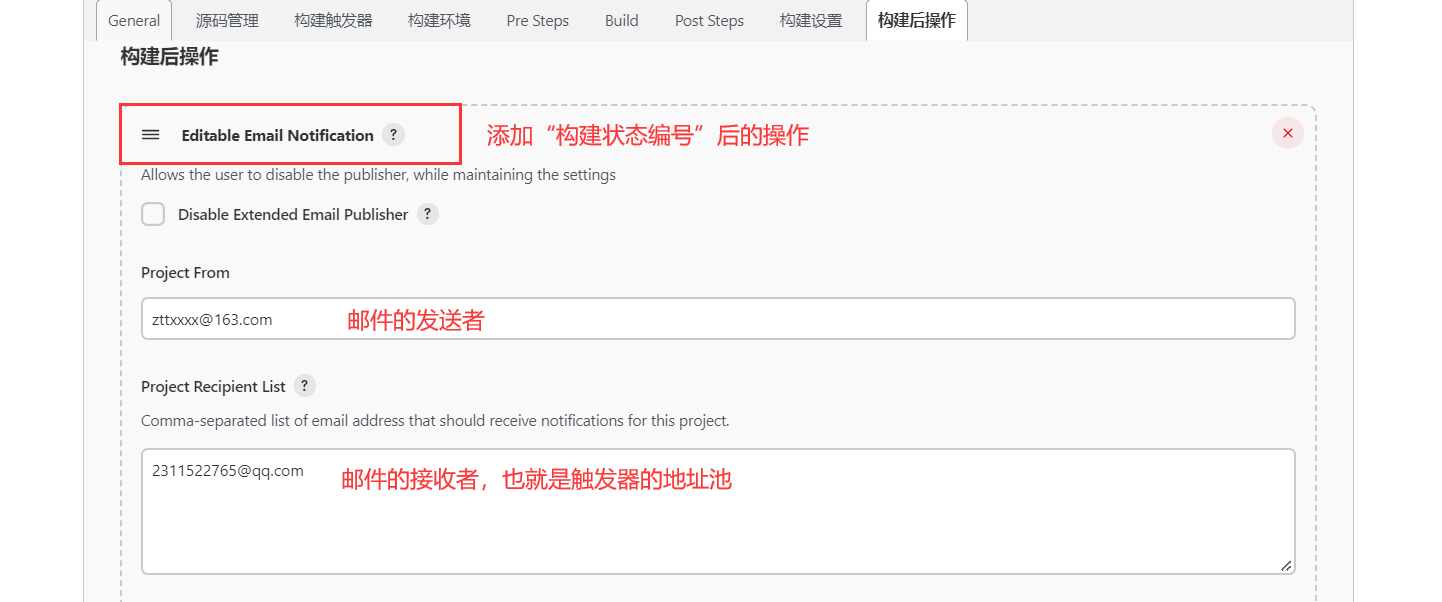 General 源码管理 构建触发器 构建环境 Pre Steps Build Post Steps 构建设置 构建后操作
构建后操作
Editable Email Notification ? 添加“构建状态编号”后的操作
Allows the user to disable the publisher, while maintaining the settings
Disable Extended Email Publisher ?
Project From
zttxxxx@163.com 邮件的发送者
Project Recipient List ?
Comma-separated list of email address that should receive notifications for this project.
2311522765@qq.com 邮件的接收者，也就是触发器的地址池